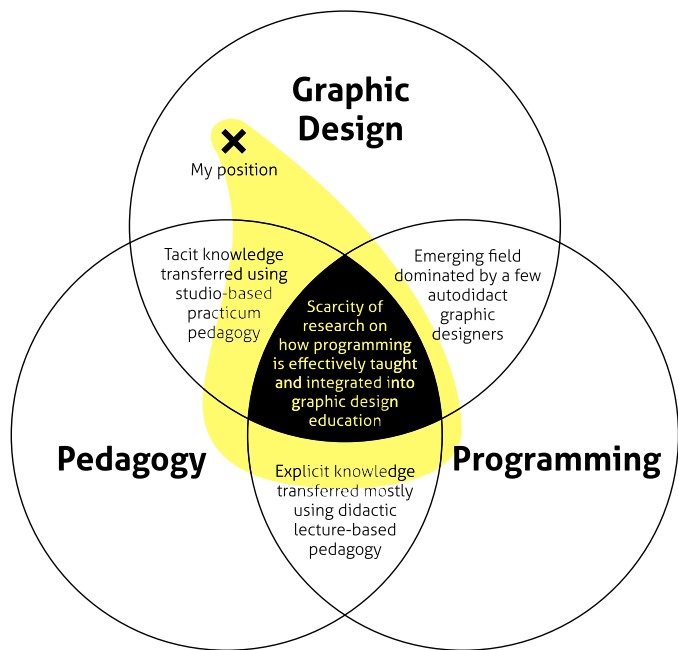 Graphic
Design
My position
Tacit knowledge
transferred using
studio-based
practicum
pedagogy
Emerging field
dominated by a few
autodidact
graphic
designers
Scarcity of
research on
how programming
is effectively taught
and integrated into
graphic design
education
Pedagogy
Programming
Explicit knowledge
transferred mostly
using didactic
lecture-based
pedagogy